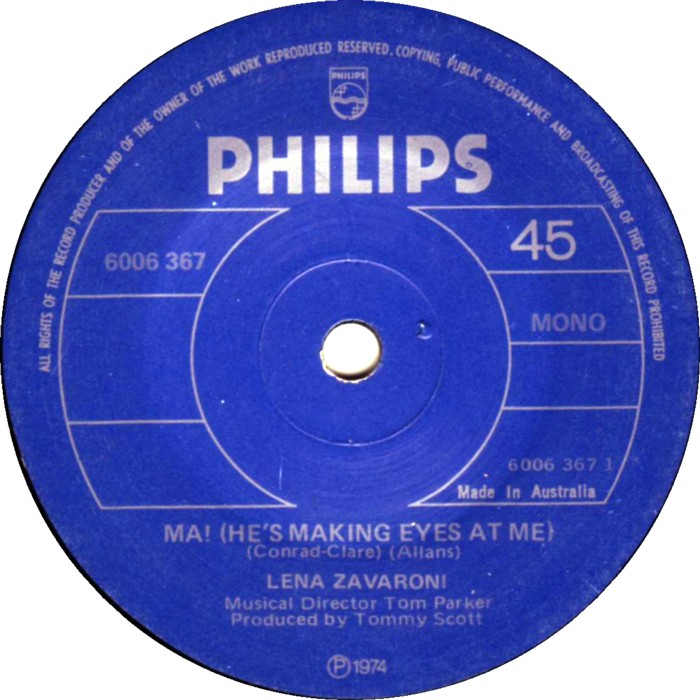 ALL RIGHTS OF THE RECORD PRODUCER AND OF THE OWNER OF THE WORK REPRODUCED RESERVED. COPYING, PUBLIC PERFORMANCE AND BROADCASTING OF THIS RECORD PROHIBITED
PHILIPS
PHILIPS
6006 367
45
MONO
6006 367 1
Made In Australia
MA! (HE'S MAKING EYES AT ME)
(Conrad-Clare) (Allans)
LENA ZAVARONI
Musical Director Tom Parker
Produced by Tommy Scott
Ⓟ1974